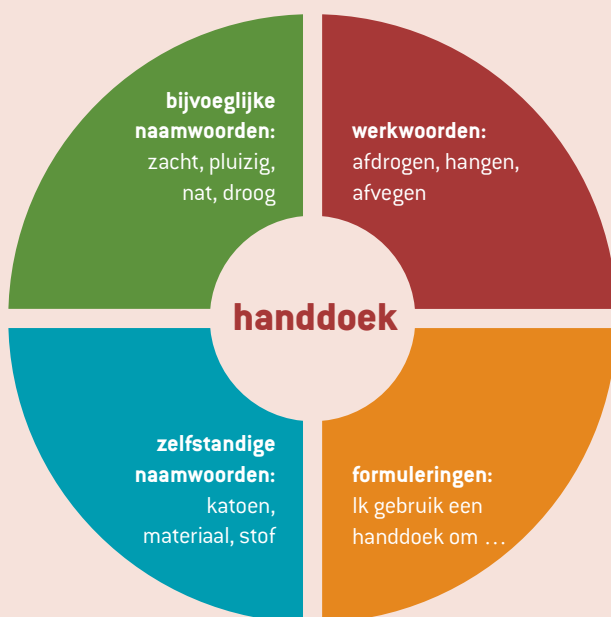 bijvoeglijke
naamwoorden:
zacht, pluizig,
nat, droog
werkwoorden:
afdrogen, hangen,
afvegen
handdoek
zelfstandige
naamwoorden:
katoen,
materiaal, stof
formuleringen:
Ik gebruik een
handdoek om …